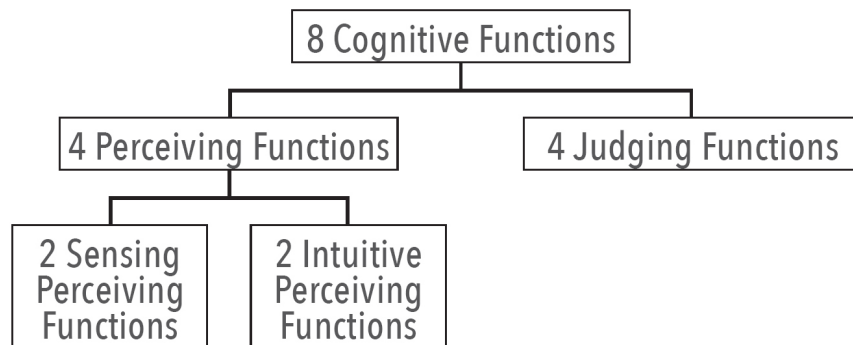 8 Cognitive Functions
4 Perceiving Functions
4 Judging Functions
2 Sensing
Perceiving
Functions
2 Intuitive
Perceiving
Functions